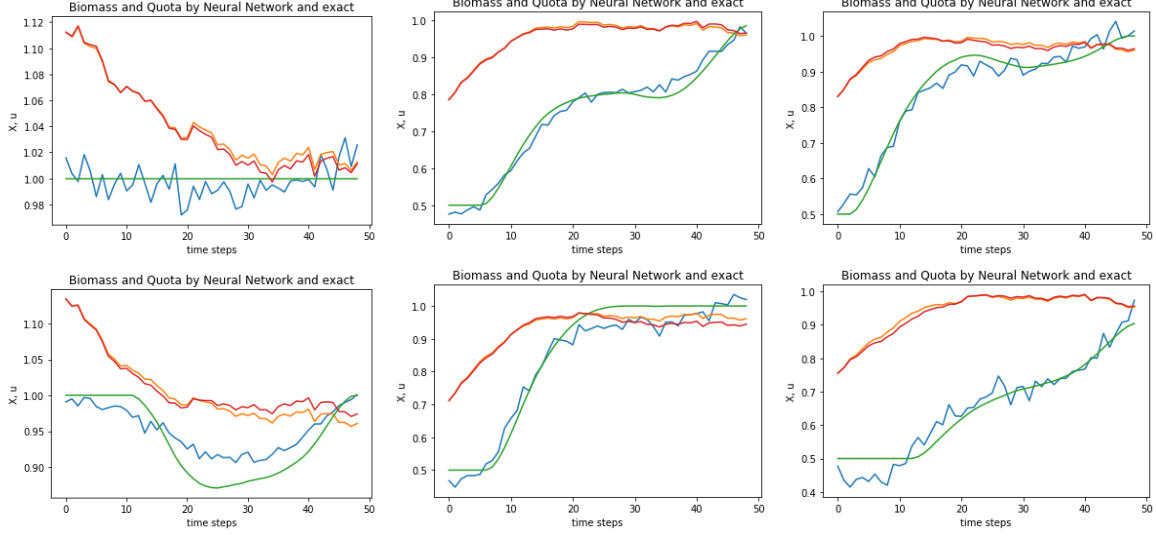 Biomass and Quota by Neural Network and exact
X, u
1.12
1.10
1.08
1.06
1.04
1.02
1.00
0.98
0 10 20 30 40 50
time steps
Biomass and Quota by Neural Network and exact
X, u
1.0
0.9
0.8
0.7
0.6
0.5
0 10 20 30 40 50
time steps
Biomass and Quota by Neural Network and exact
X, u
1.0
0.9
0.8
0.7
0.6
0.5
0 10 20 30 40 50
time steps
Biomass and Quota by Neural Network and exact
X, u
1.10
1.05
1.00
0.95
0.90
0 10 20 30 40 50
time steps
Biomass and Quota by Neural Network and exact
X, u
1.0
0.9
0.8
0.7
0.6
0.5
0 10 20 30 40 50
time steps
Biomass and Quota by Neural Network and exact
X, u
1.0
0.9
0.8
0.7
0.6
0.5
0.4
0 10 20 30 40 50
time steps